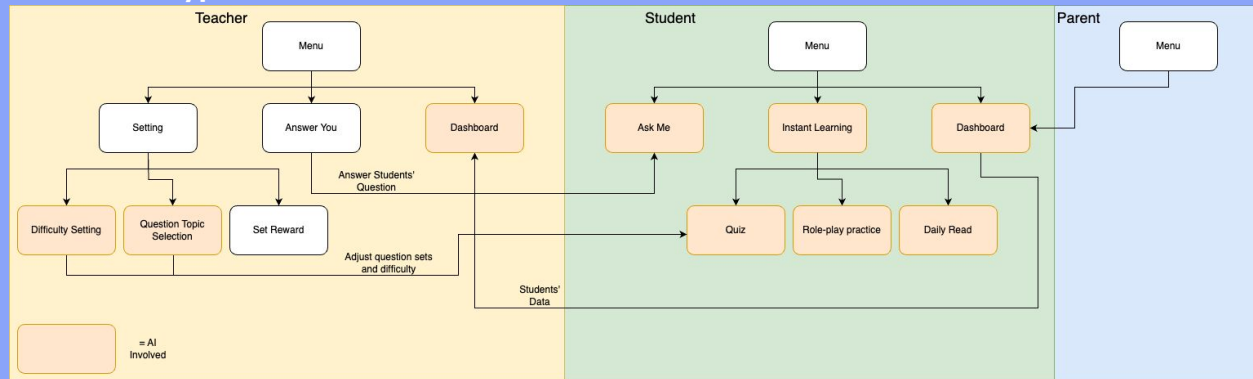 Teacher
Student
Parent
Menu
Menu
Menu
Setting
Answer You
Dashboard
Ask Me
Instant Learning
Dashboard
Answer Students'
Question
Difficulty Setting
Question Topic
Selection
Set Reward
Quiz
Role-play practice
Daily Read
Adjust question sets
and difficulty
Students'
Data
= AI
Involved